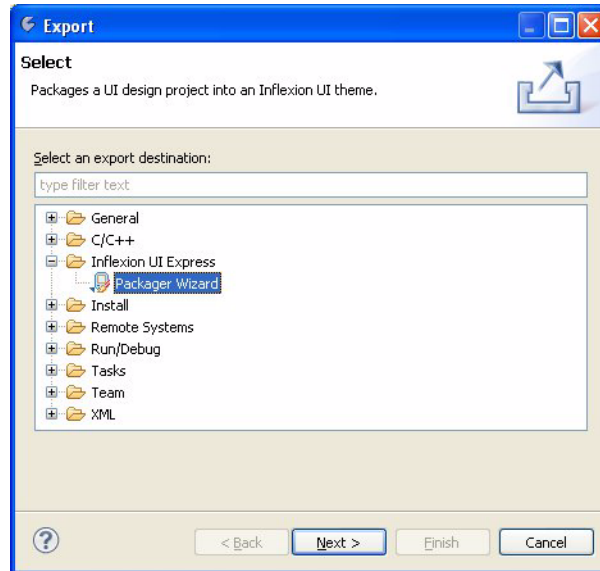 Export
Select
Packages a UI design project into an Inflexion UI theme.
Select an export destination:
type filter text
General
C/C++
Inflexion UI Express
Packager Wizard
Install
Remote Systems
Run/Debug
Tasks
Team
XML
?
< Back Next > Finish Cancel